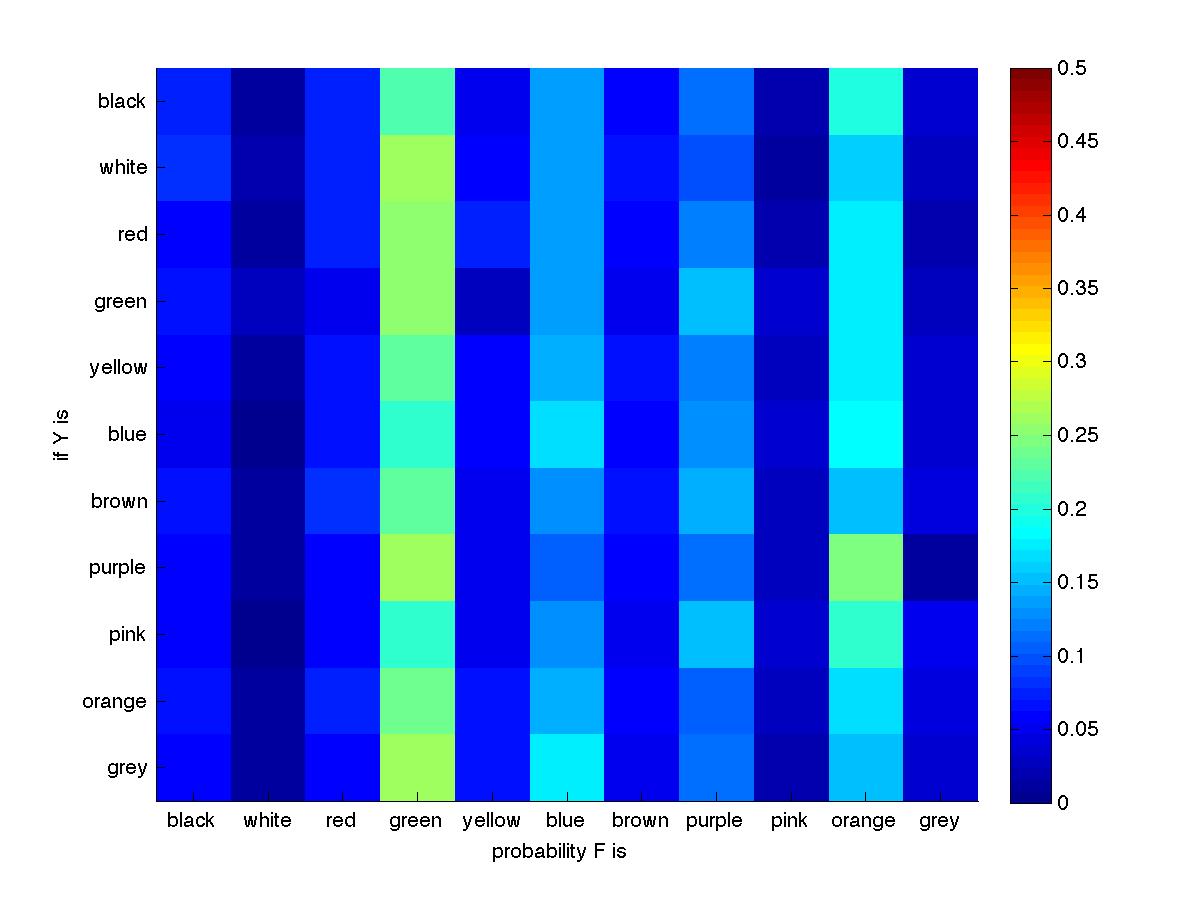 black
white
red
green
yellow
blue
brown
purple
pink
orange
grey
if Y is
black white red green yellow blue brown purple pink orange grey
probability F is
0.5
0.45
0.4
0.35
0.3
0.25
0.2
0.15
0.1
0.05
0